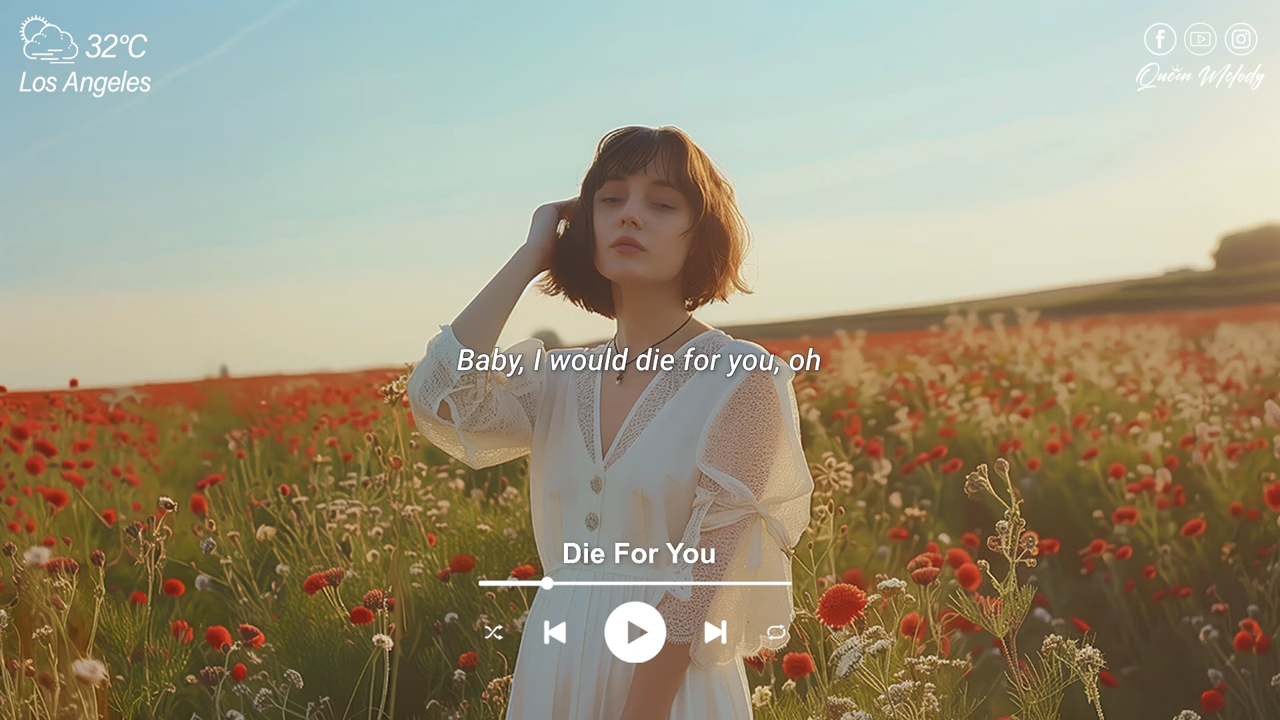 32°C
Los Angeles
Queen Melody
Baby, I would die for you, oh
Die For You